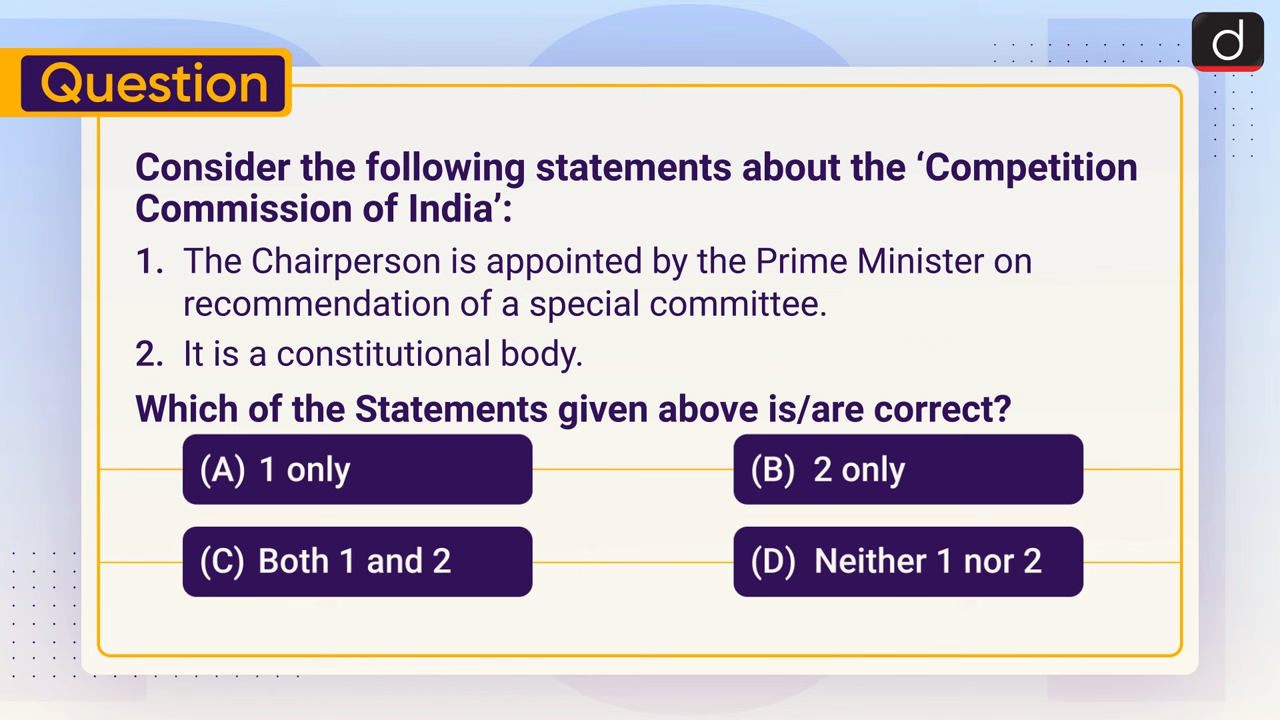 d
Question
Consider the following statements about the ‘Competition
Commission of India’:
1. The Chairperson is appointed by the Prime Minister on
recommendation of a special committee.
2. It is a constitutional body.
Which of the Statements given above is/are correct?
(A) 1 only
(B) 2 only
(C) Both 1 and 2
(D) Neither 1 nor 2